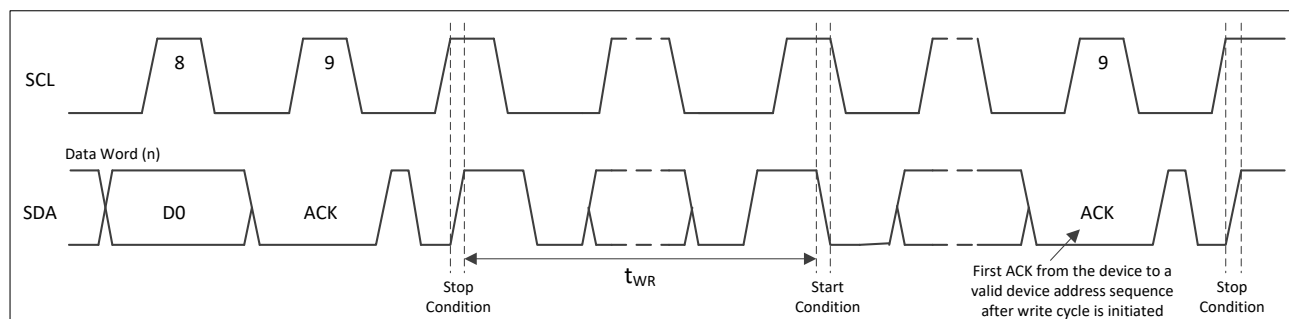 8
9
9
SCL
Data Word (n)
SDA
D0
ACK
ACK
tWR
Stop
Condition
Start
Condition
First ACK from the device to a
valid device address sequence
after write cycle is initiated
Stop
Condition